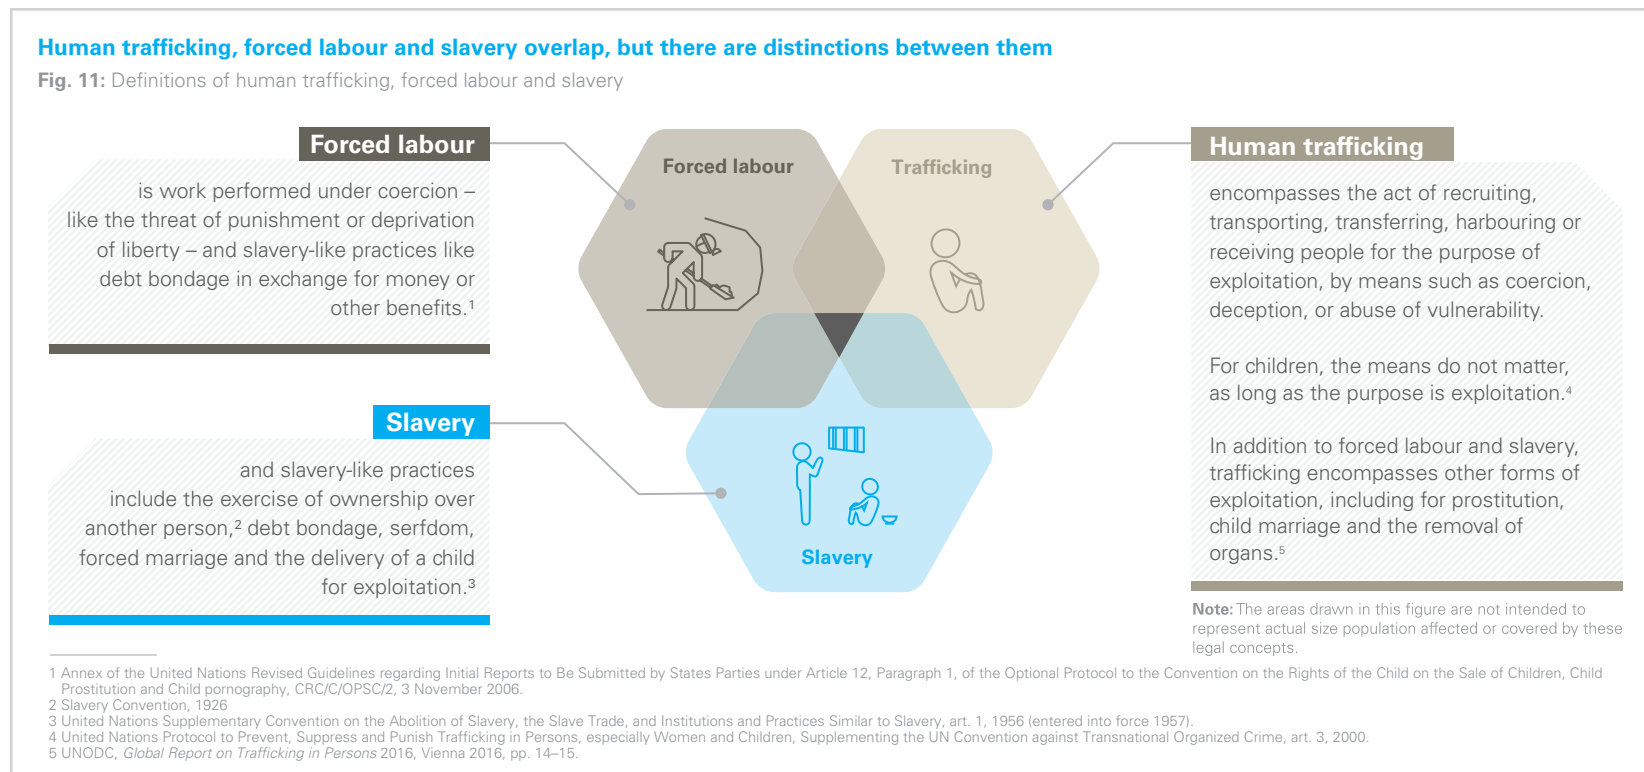 Human trafficking, forced labour and slavery overlap, but there are distinctions between them
Fig. 11: Definitions of human trafficking, forced labour and slavery
Forced labour
is work performed under coercion –
like the threat of punishment or deprivation
of liberty – and slavery-like practices like
debt bondage in exchange for money or
other benefits.¹
Slavery
and slavery-like practices
include the exercise of ownership over
another person,² debt bondage, serfdom,
forced marriage and the delivery of a child
for exploitation.³
Forced labour
Trafficking
Slavery
Human trafficking
encompasses the act of recruiting,
transporting, transferring, harbouring or
receiving people for the purpose of
exploitation, by means such as coercion,
deception, or abuse of vulnerability.
For children, the means do not matter,
as long as the purpose is exploitation.⁴
In addition to forced labour and slavery,
trafficking encompasses other forms of
exploitation, including for prostitution,
child marriage and the removal of
organs.⁵
Note: The areas drawn in this figure are not intended to
represent actual size population affected or covered by these
legal concepts.
1 Annex of the United Nations Revised Guidelines regarding Initial Reports to Be Submitted by States Parties under Article 12, Paragraph 1, of the Optional Protocol to the Convention on the Rights of the Child on the Sale of Children, Child
Prostitution and Child pornography, CRC/C/OPSC/2, 3 November 2006.
2 Slavery Convention, 1926
3 United Nations Supplementary Convention on the Abolition of Slavery, the Slave Trade, and Institutions and Practices Similar to Slavery, art. 1, 1956 (entered into force 1957).
4 United Nations Protocol to Prevent, Suppress and Punish Trafficking in Persons, especially Women and Children, Supplementing the UN Convention against Transnational Organized Crime, art. 3, 2000.
5 UNODC, Global Report on Trafficking in Persons 2016, Vienna 2016, pp. 14–15.